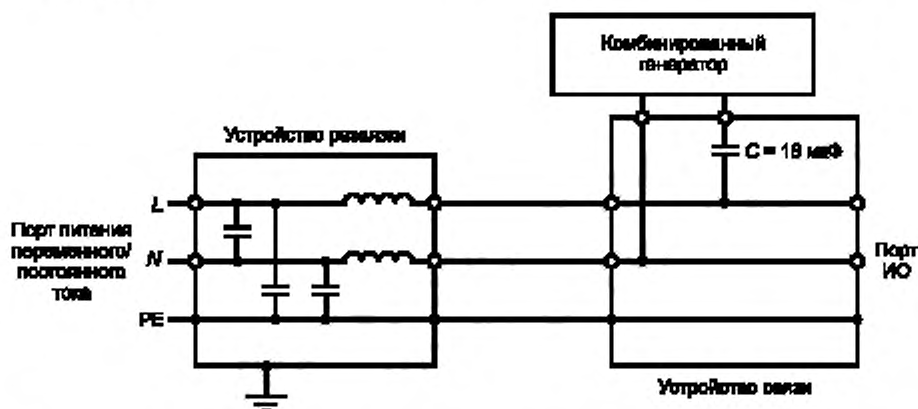 Комбинированный
генератор
Устройство развязки
C = 18 мкФ
L
Порт питания
переменного/
постоянного
тока
N
Порт
ИО
PE
Устройство связи